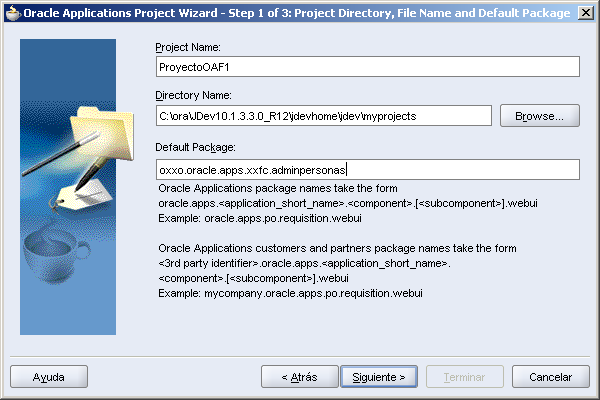 Oracle Applications Project Wizard - Step 1 of 3: Project Directory, File Name and Default Package
Project Name:
ProyectoOAF1
Directory Name:
C:\ora\JDev10.1.3.3.0_R12\jdevhome\jdev\myprojects
Browse...
Default Package:
oxxo.oracle.apps.xxfc.adminpersonas
Oracle Applications package names take the form
oracle.apps.<application_short_name>.<component>.[<subcomponent>].webui
Example: oracle.apps.po.requisition.webui
Oracle Applications customers and partners package names take the form
<3rd party identifier>.oracle.apps.<application_short_name>.
<component>.[<subcomponent>].webui
Example: mycompany.oracle.apps.po.requisition.webui
Ayuda
< Atrás
Siguiente >
Terminar
Cancelar